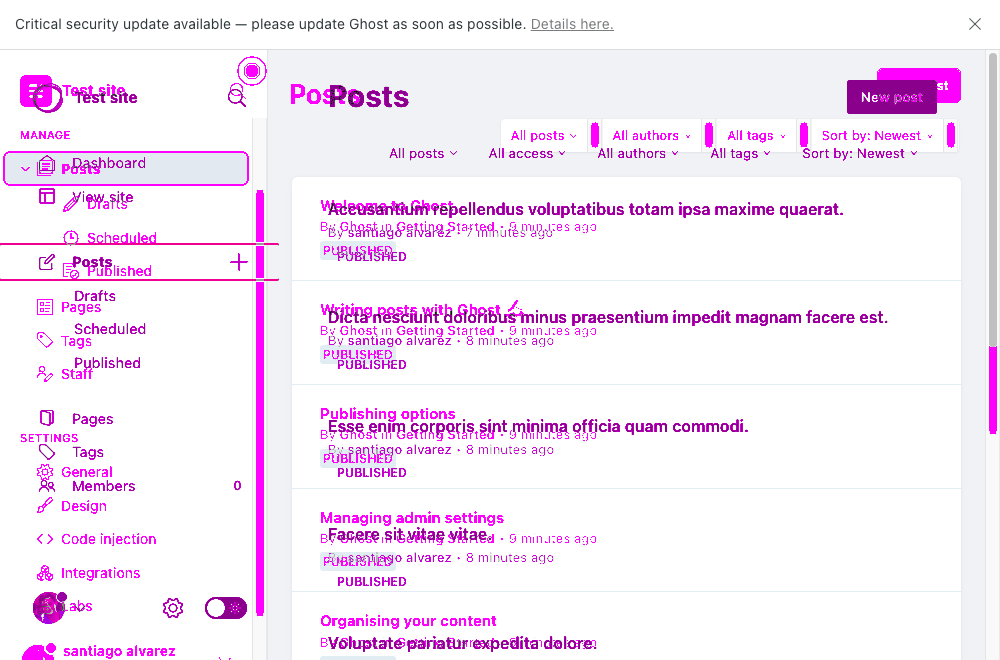 Critical security update available — please update Ghost as soon as possible. Details here.
Test site
Test site
MANAGE
Dashboard
Posts
View site
Drafts
Scheduled
Posts
Published
Drafts
Pages
Scheduled
Tags
Published
Staff
Pages
SETTINGS
Tags
General
Members 0
Design
Code injection
Integrations
Labs
santiago alvarez
Posts
Posts
New post
All posts
All authors
All tags
Sort by: Newest
All posts
All access
All authors
All tags
Sort by: Newest
Welcome to Ghost
Accusantium repellendus voluptatibus totam ipsa maxime quaerat.
By Ghost in Getting Started · 9 minutes ago
By santiago alvarez · 7 minutes ago
PUBLISHED
PUBLISHED
Writing posts with Ghost
Dicta nesciunt doloribus minus praesentium impedit magnam facere est.
By Ghost in Getting Started · 9 minutes ago
By santiago alvarez · 8 minutes ago
PUBLISHED
PUBLISHED
Publishing options
Esse enim corporis sint minima officia quam commodi.
By Ghost in Getting Started · 9 minutes ago
By santiago alvarez · 8 minutes ago
PUBLISHED
PUBLISHED
Managing admin settings
Facere sit vitae vitae.
By Ghost in Getting Started · 9 minutes ago
By santiago alvarez · 8 minutes ago
PUBLISHED
PUBLISHED
Organising your content
Voluptate pariatur expedita dolore.
By Ghost in Getting Started · 9 minutes ago